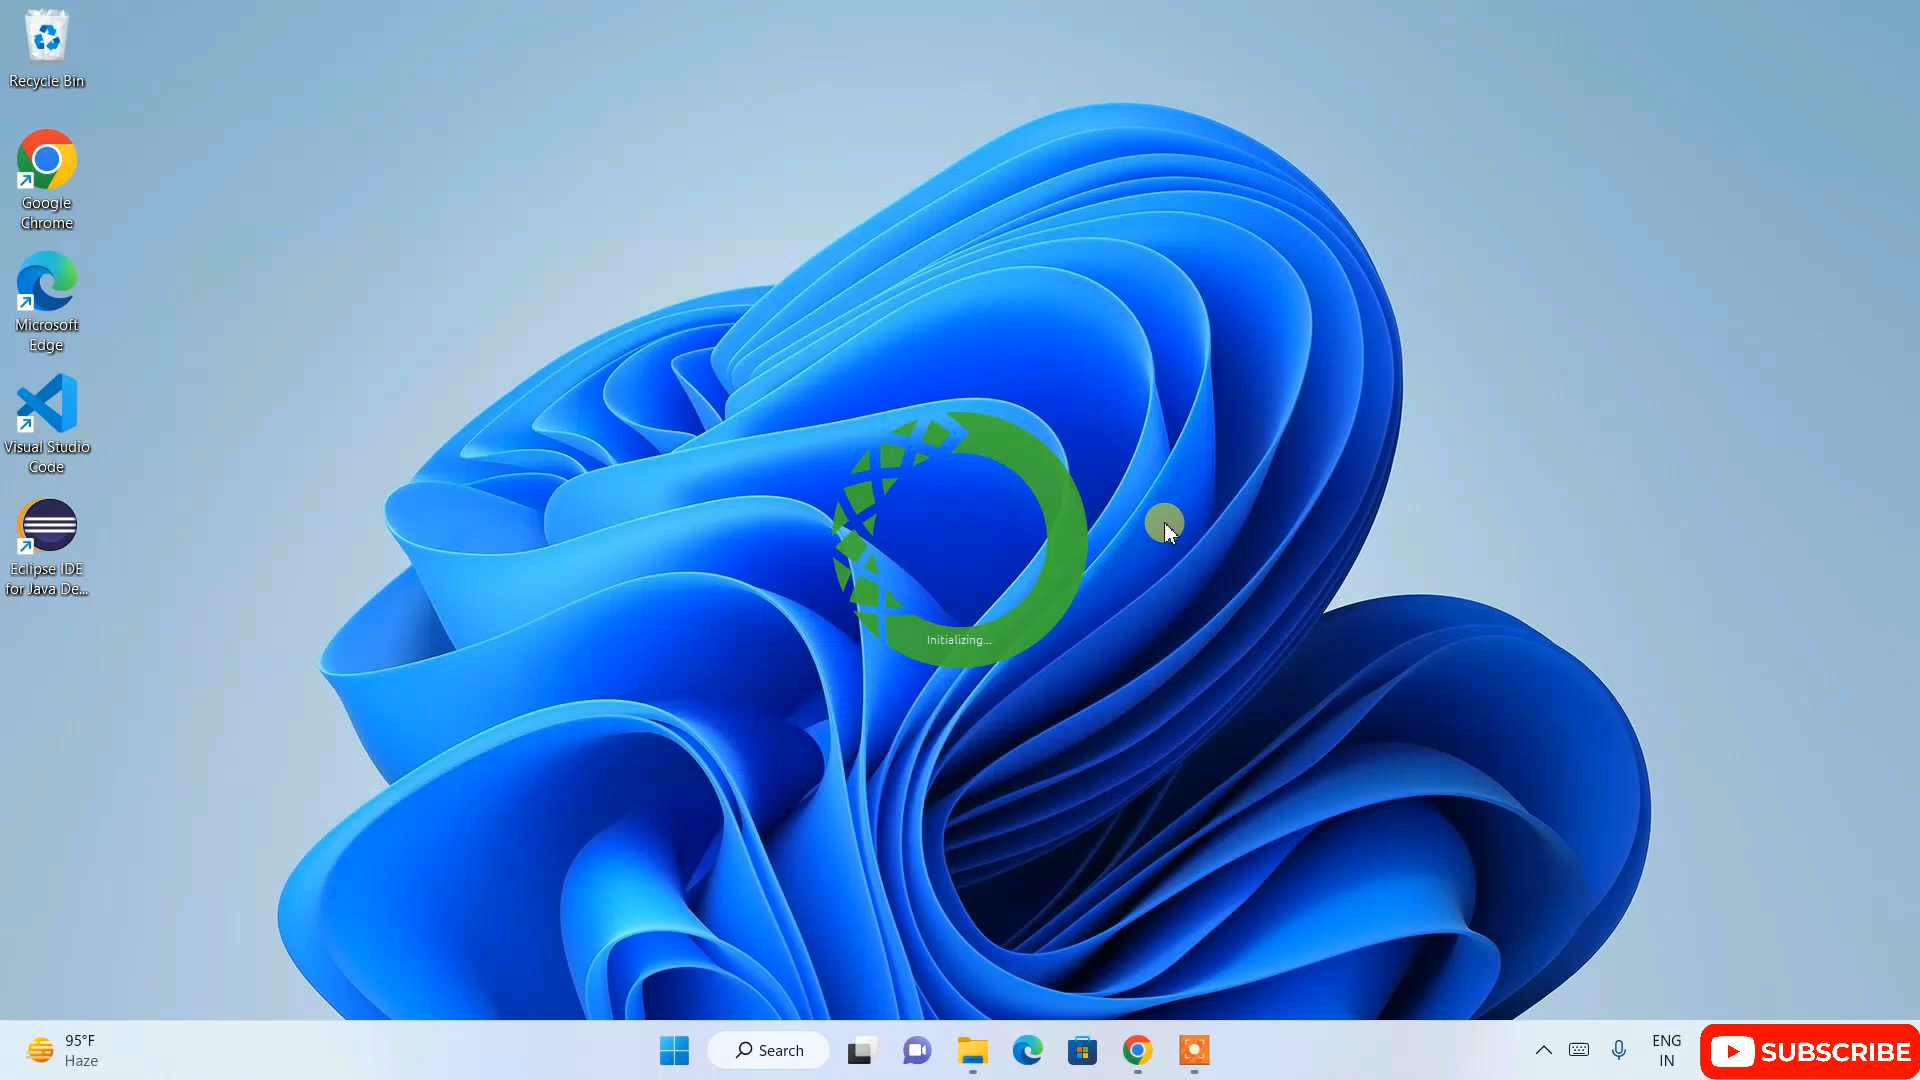 Recycle Bin
Google
Chrome
Microsoft
Edge
Visual Studio
Code
Eclipse IDE
for Java De...
Initializing...
95°F
Haze
Search
ENG
IN
SUBSCRIBE